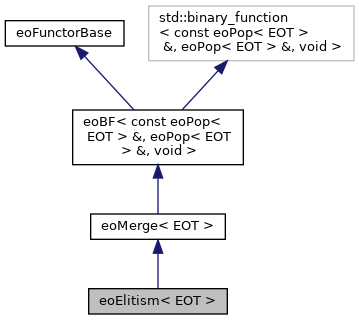 eoFunctorBase
std::binary_function
< const eoPop< EOT >
&, eoPop< EOT > &, void >
eoBF< const eoPop<
EOT > &, eoPop< EOT
> &, void >
eoMerge< EOT >
eoElitism< EOT >